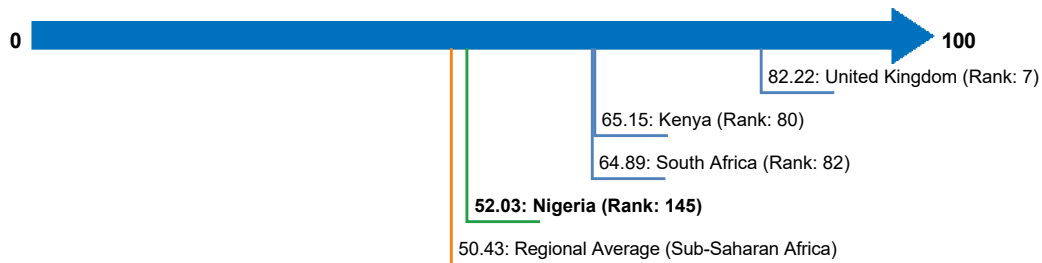 0
100
82.22: United Kingdom (Rank: 7)
65.15: Kenya (Rank: 80)
64.89: South Africa (Rank: 82)
52.03: Nigeria (Rank: 145)
50.43: Regional Average (Sub-Saharan Africa)